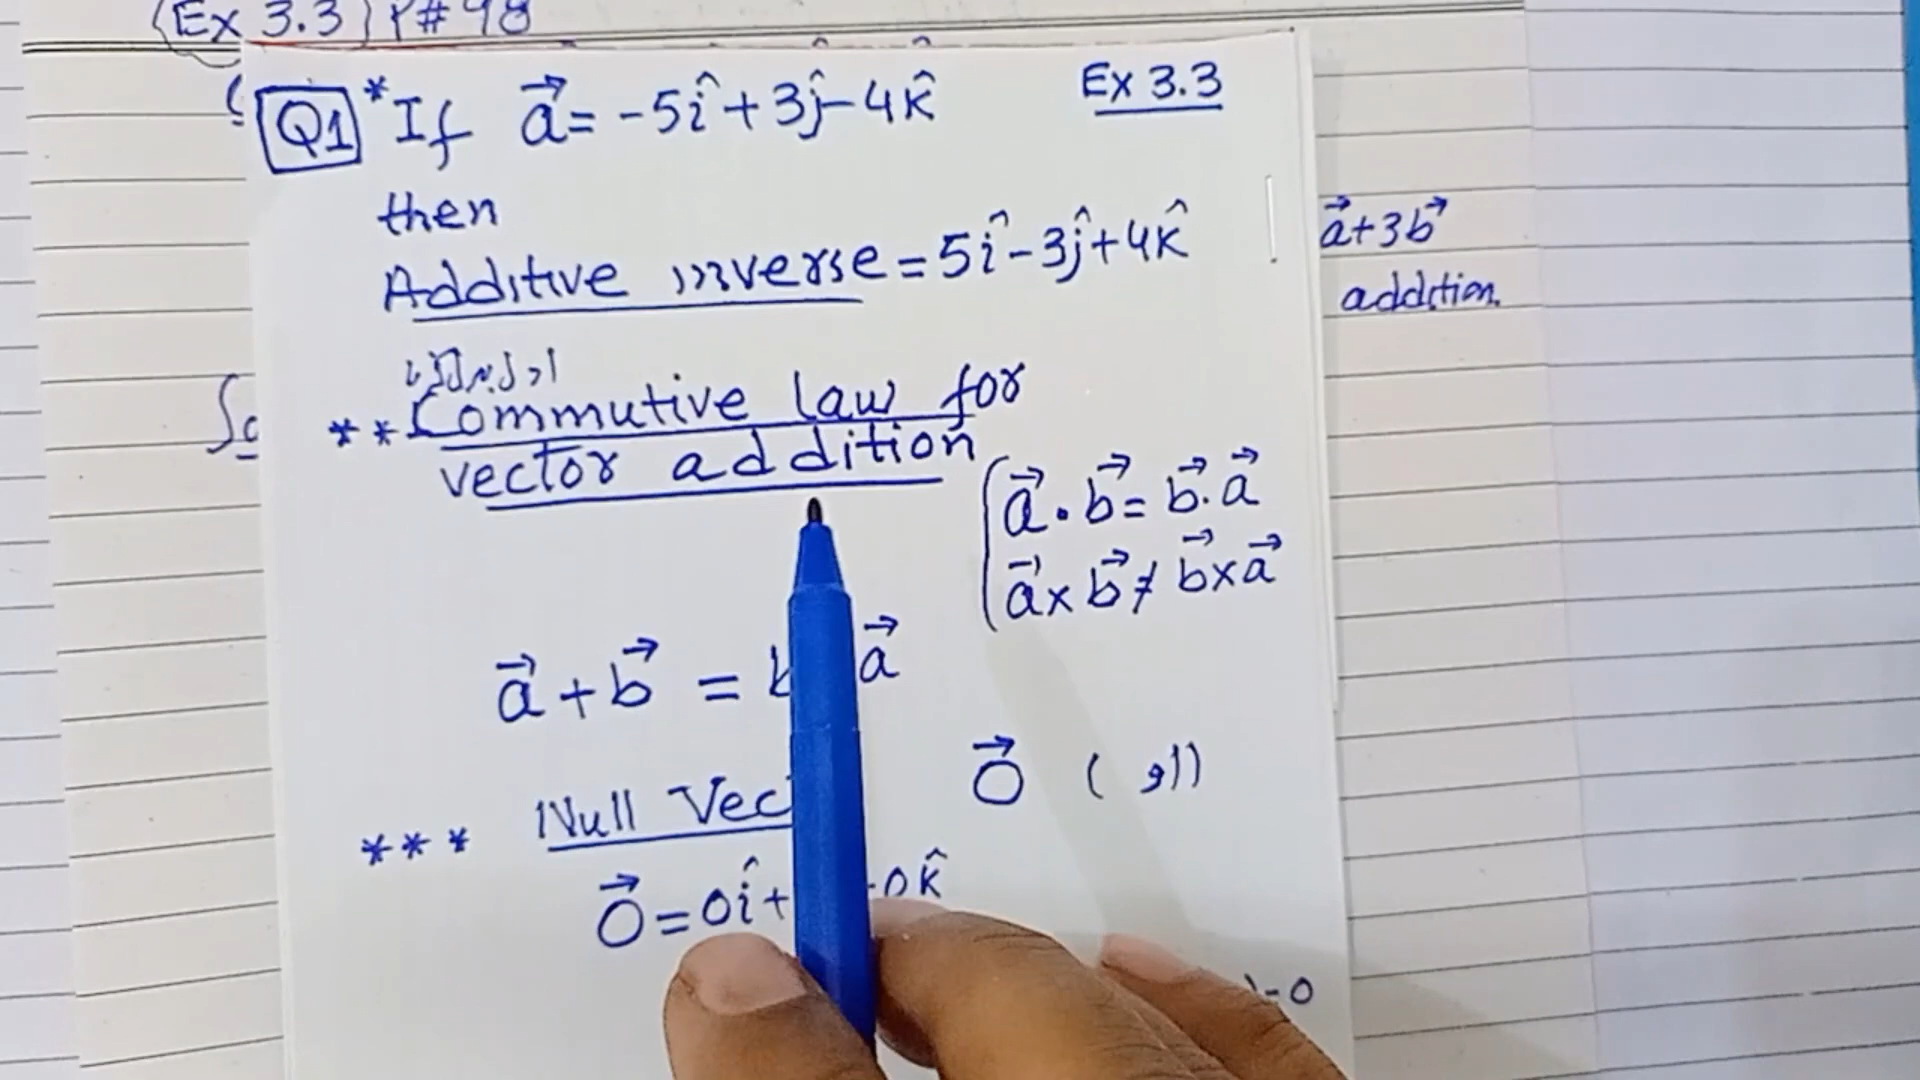 (Ex 3.3) P# 98
Q1 *If a⃗ = -5î + 3ĵ - 4k̂
Ex 3.3
then
Additive inverse = 5î - 3ĵ + 4k̂
a⃗+3b⃗
addition.
** Commutive law for
vector addition
a⃗ . b⃗ = b⃗ . a⃗
a⃗ x b⃗ ≠ b⃗ x a⃗
a⃗ + b⃗ = b a⃗
*** Null Vec
O⃗
O⃗ = 0î + 0k̂
-0